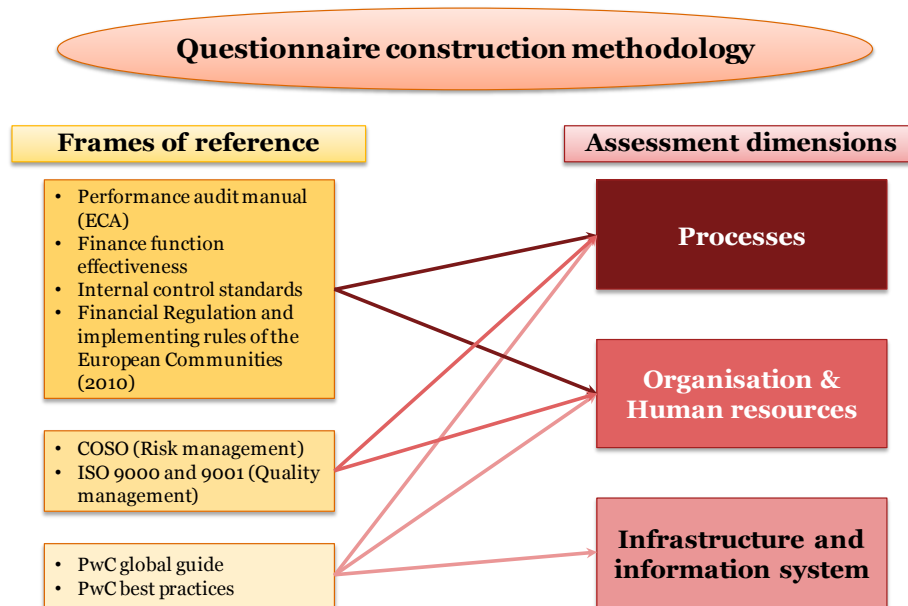 Questionnaire construction methodology
Frames of reference
Assessment dimensions
• Performance audit manual
(ECA)
• Finance function
effectiveness
• Internal control standards
• Financial Regulation and
implementing rules of the
European Communities
(2010)
Processes
Organisation &
Human resources
• COSO (Risk management)
• ISO 9000 and 9001 (Quality
management)
• PwC global guide
• PwC best practices
Infrastructure and
information system